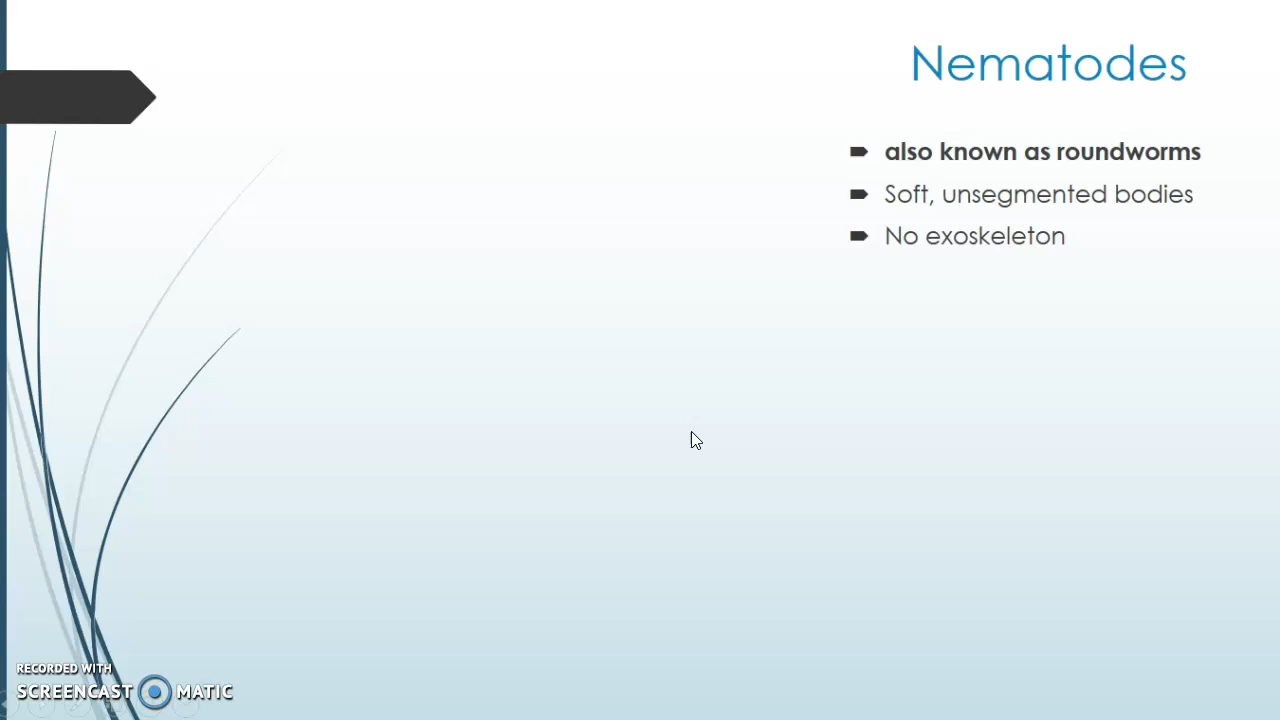 Nematodes
also known as roundworms
Soft, unsegmented bodies
No exoskeleton
RECORDED WITH
SCREENCAST MATIC